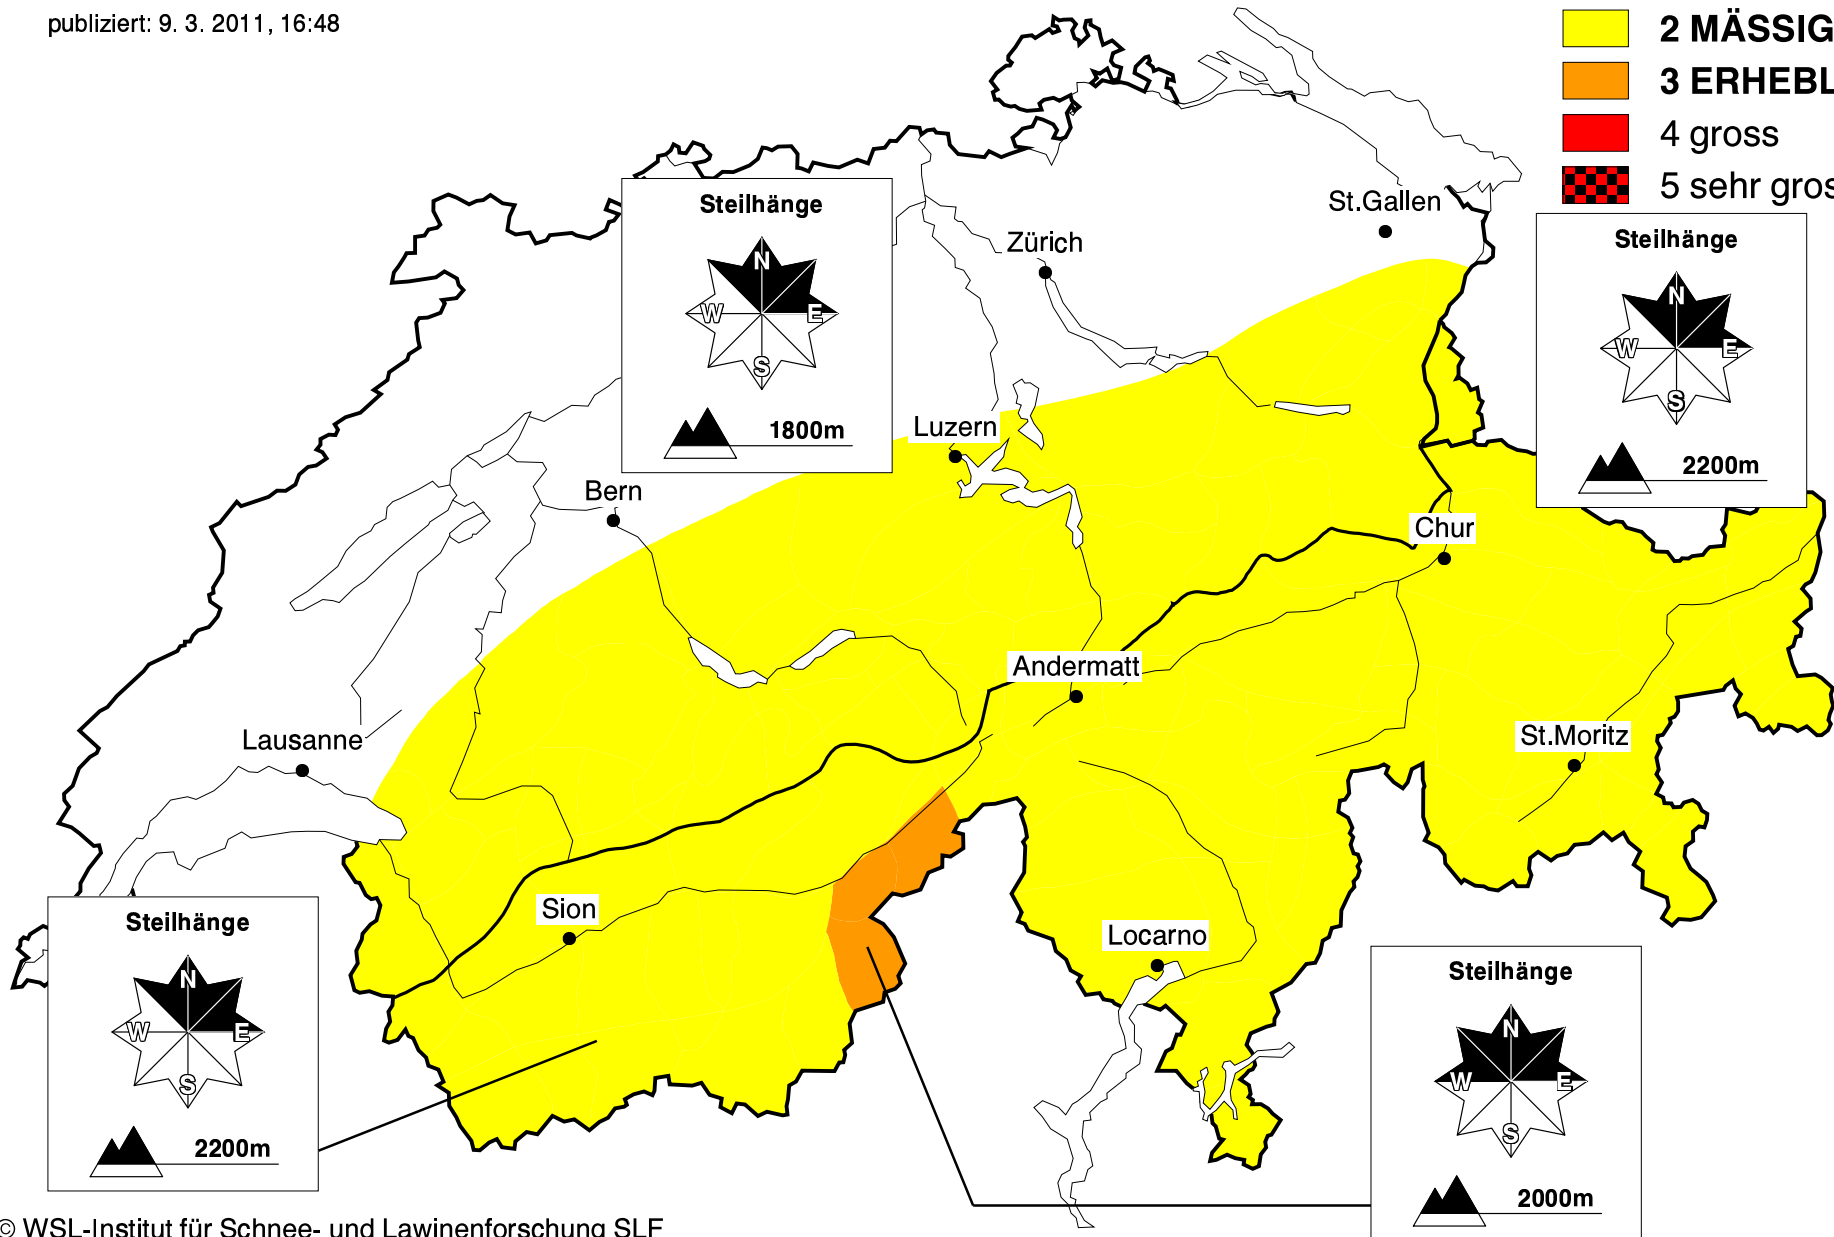 publiziert: 9. 3. 2011, 16:48
2 MÄSSIG
3 ERHEBL
4 gross
5 sehr gros
Steilhänge
N
W
E
S
1800m
Steilhänge
N
W
E
S
2200m
St.Gallen
Zürich
Luzern
Bern
Chur
Andermatt
Lausanne
St.Moritz
Sion
Locarno
Steilhänge
N
W
E
S
2200m
Steilhänge
N
W
E
S
2000m
© WSL-Institut für Schnee- und Lawinenforschung SLF